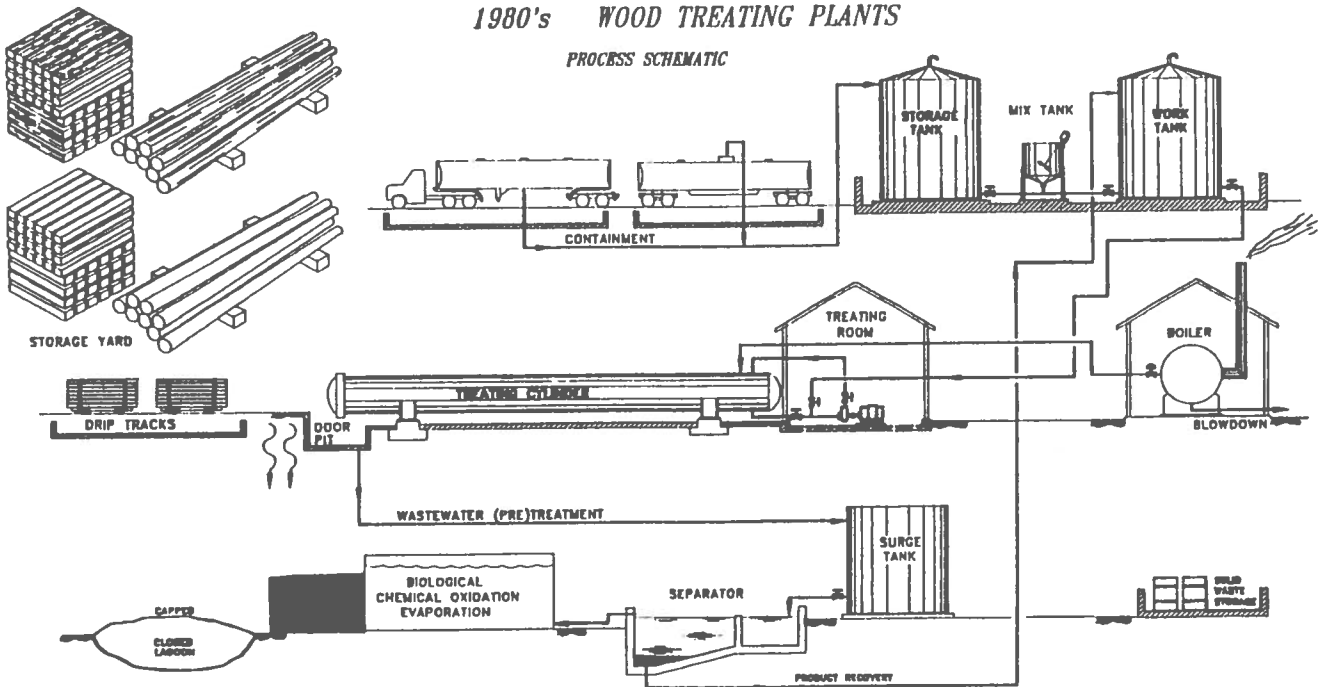 1980's WOOD TREATING PLANTS
PROCESS SCHEMATIC
STORAGE
TANK
MIX TANK
WORK
TANK
CONTAINMENT
STORAGE YARD
TREATING
ROOM
BOILER
TREATING CYLINDER
DRIP TRACKS
DOOR
PIT
BLOWDOWN
WASTEWATER (PRE)TREATMENT
SURGE
TANK
BIOLOGICAL
CHEMICAL OXIDATION
EVAPORATION
SEPARATOR
SOLID
WASTE
STORAGE
CAPPED
CLOSED
LAGOON
PRODUCT RECOVERY